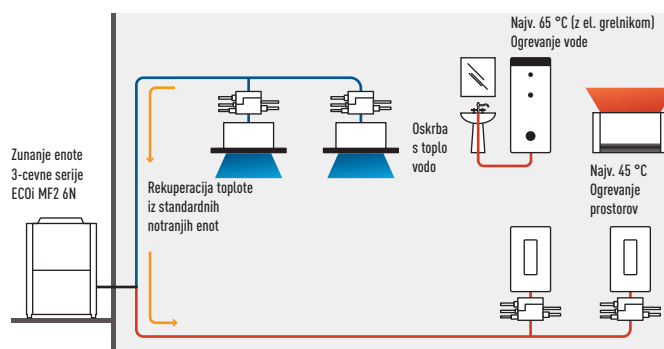 Najv. 65 °C (z el. grelnikom)
Ogrevanje vode
Oskrba
s toplo
vodo
Zunanje enote
3-cevne serije
ECOi MF2 6N
Rekuperacija toplote
iz standardnih
notranjih enot
Najv. 45 °C
Ogrevanje
prostorov